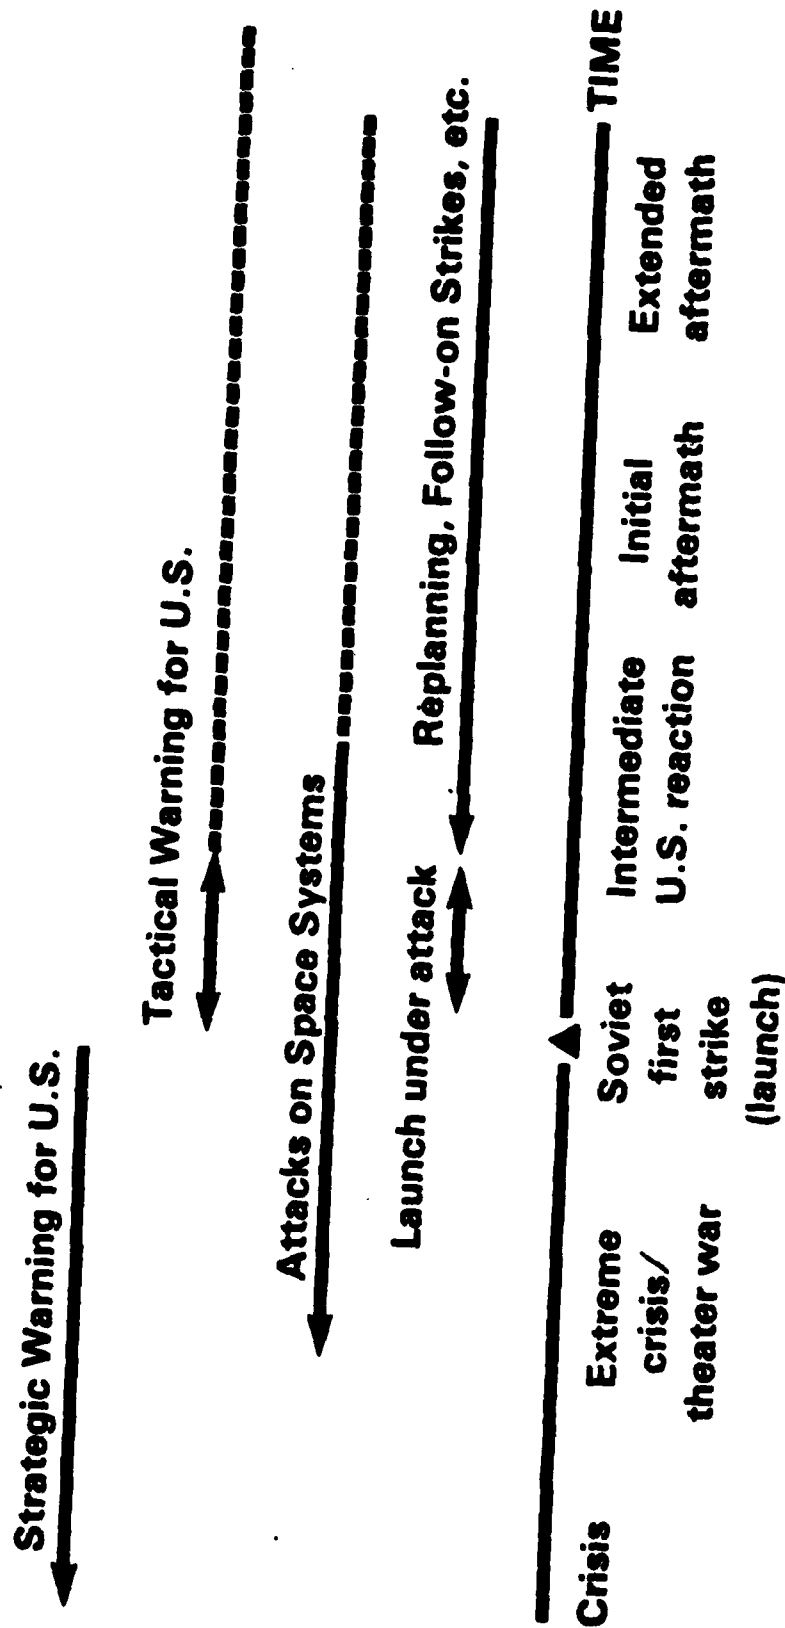 Strategic Warning for U.S.
Tactical Warning for U.S.
Attacks on Space Systems
Launch under attack
Replanning, Follow-on Strikes, etc.
TIME
Crisis
Extreme
crisis/
theater war
Soviet
first
strike
(launch)
Intermediate
U.S. reaction
Initial
aftermath
Extended
aftermath